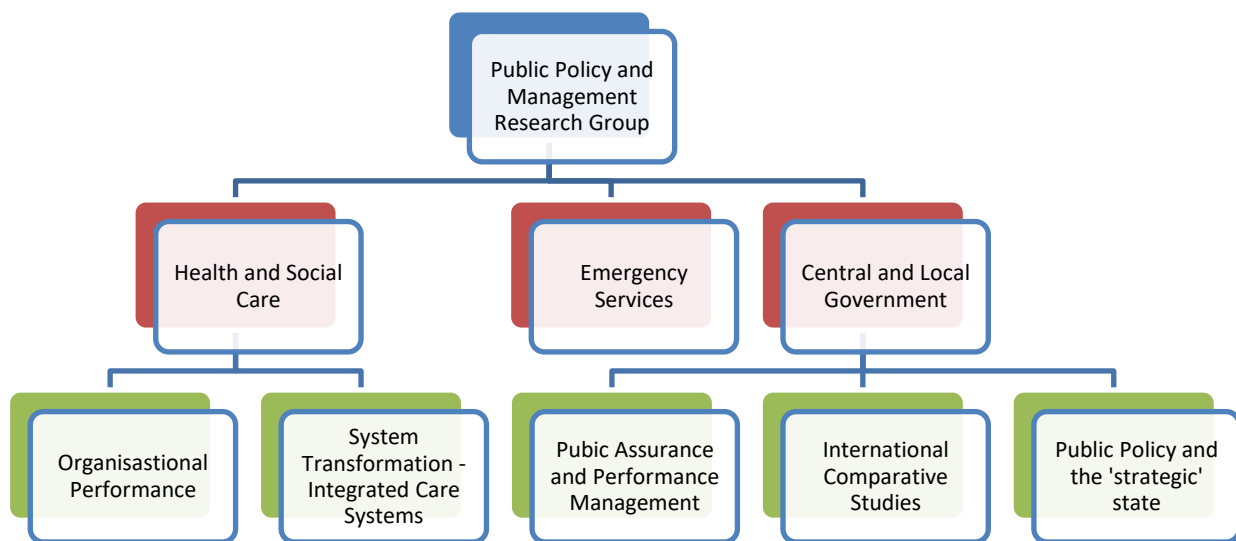 Public Policy and
Management
Research Group
Health and Social
Care
Emergency
Services
Central and Local
Government
Organisastional
Performance
System
Transformation -
Integrated Care
Systems
Pubic Assurance
and Performance
Management
International
Comparative
Studies
Public Policy and
the 'strategic'
state